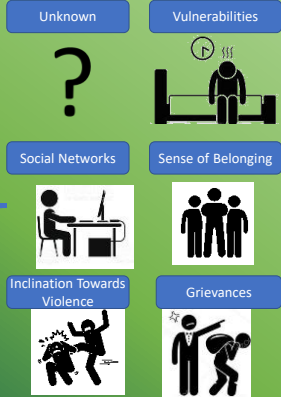 Unknown
Vulnerabilities
?
Social Networks
Sense of Belonging
Inclination Towards
Violence
Grievances